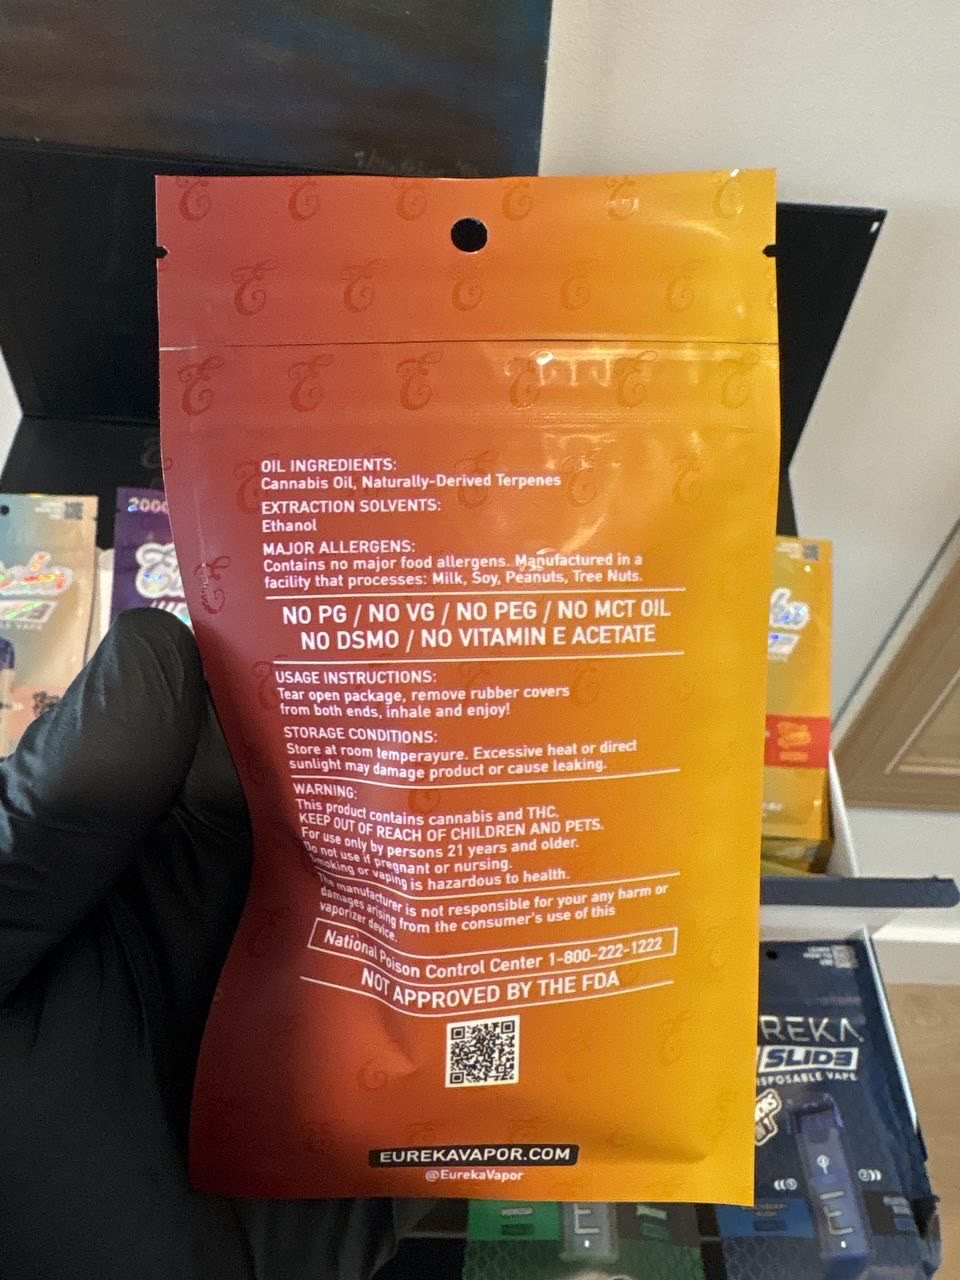 OIL INGREDIENTS:
Cannabis Oil, Naturally-Derived Terpenes
EXTRACTION SOLVENTS:
Ethanol
MAJOR ALLERGENS:
Contains no major food allergens. Manufactured in a
facility that processes: Milk, Soy, Peanuts, Tree Nuts.
NO PG / NO VG / NO PEG / NO MCT OIL
NO DSMO / NO VITAMIN E ACETATE
USAGE INSTRUCTIONS:
Tear open package, remove rubber covers
from both ends, inhale and enjoy!
STORAGE CONDITIONS:
Store at room temperayure. Excessive heat or direct
sunlight may damage product or cause leaking.
WARNING:
This product contains cannabis and THC.
KEEP OUT OF REACH OF CHILDREN AND PETS.
For use only by persons 21 years and older.
Do not use if pregnant or nursing.
Smoking or vaping is hazardous to health.
The manufacturer is not responsible for your any harm or
damages arising from the consumer's use of this
vaporizer device.
National Poison Control Center 1-800-222-1222
NOT APPROVED BY THE FDA
EUREKAVAPOR.COM
@EurekaVapor
2000
REKA
SLIDE
DISPOSABLE VAPE